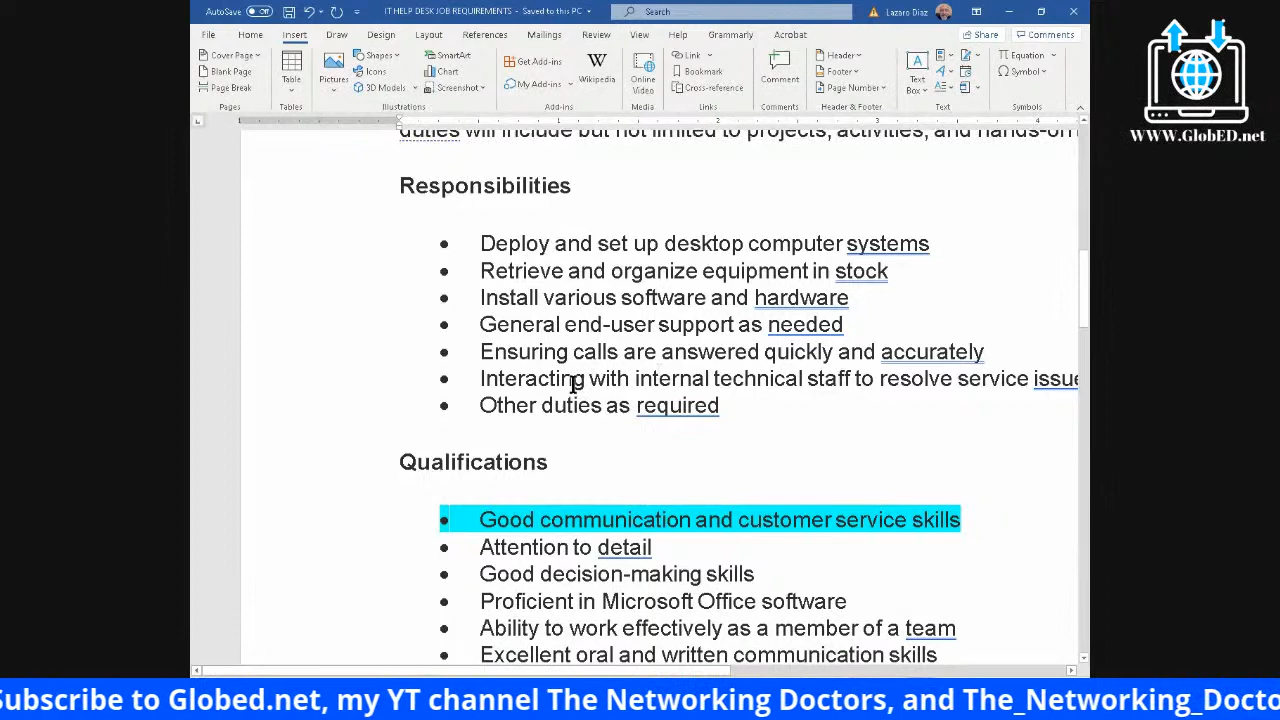 AutoSave Off IT HELP DESK JOB REQUIREMENTS - Saved to this PC Search Lazaro Diaz
File Home Insert Draw Design Layout References Mailings Review View Help Grammarly Acrobat Share Comments
Cover Page
Blank Page
Page Break
Pages
Table
Tables
Pictures
Shapes
Icons
3D Models
SmartArt
Chart
Screenshot
Illustrations
Get Add-ins
My Add-ins
Wikipedia
Add-ins
Online
Video
Media
Link
Bookmark
Cross-reference
Links
Comment
Comments
Header
Footer
Page Number
Header & Footer
Text
Box
Text
Equation
Symbol
Symbols
1 1 2 3 4
duties will include but not limited to projects, activities, and hands-on
Responsibilities
• Deploy and set up desktop computer systems
• Retrieve and organize equipment in stock
• Install various software and hardware
• General end-user support as needed
• Ensuring calls are answered quickly and accurately
• Interacting with internal technical staff to resolve service issue
• Other duties as required
Qualifications
• Good communication and customer service skills
• Attention to detail
• Good decision-making skills
• Proficient in Microsoft Office software
• Ability to work effectively as a member of a team
• Excellent oral and written communication skills
WWW.GlobED.net
Subscribe to Globed.net, my YT channel The Networking Doctors, and The_Networking_Docto